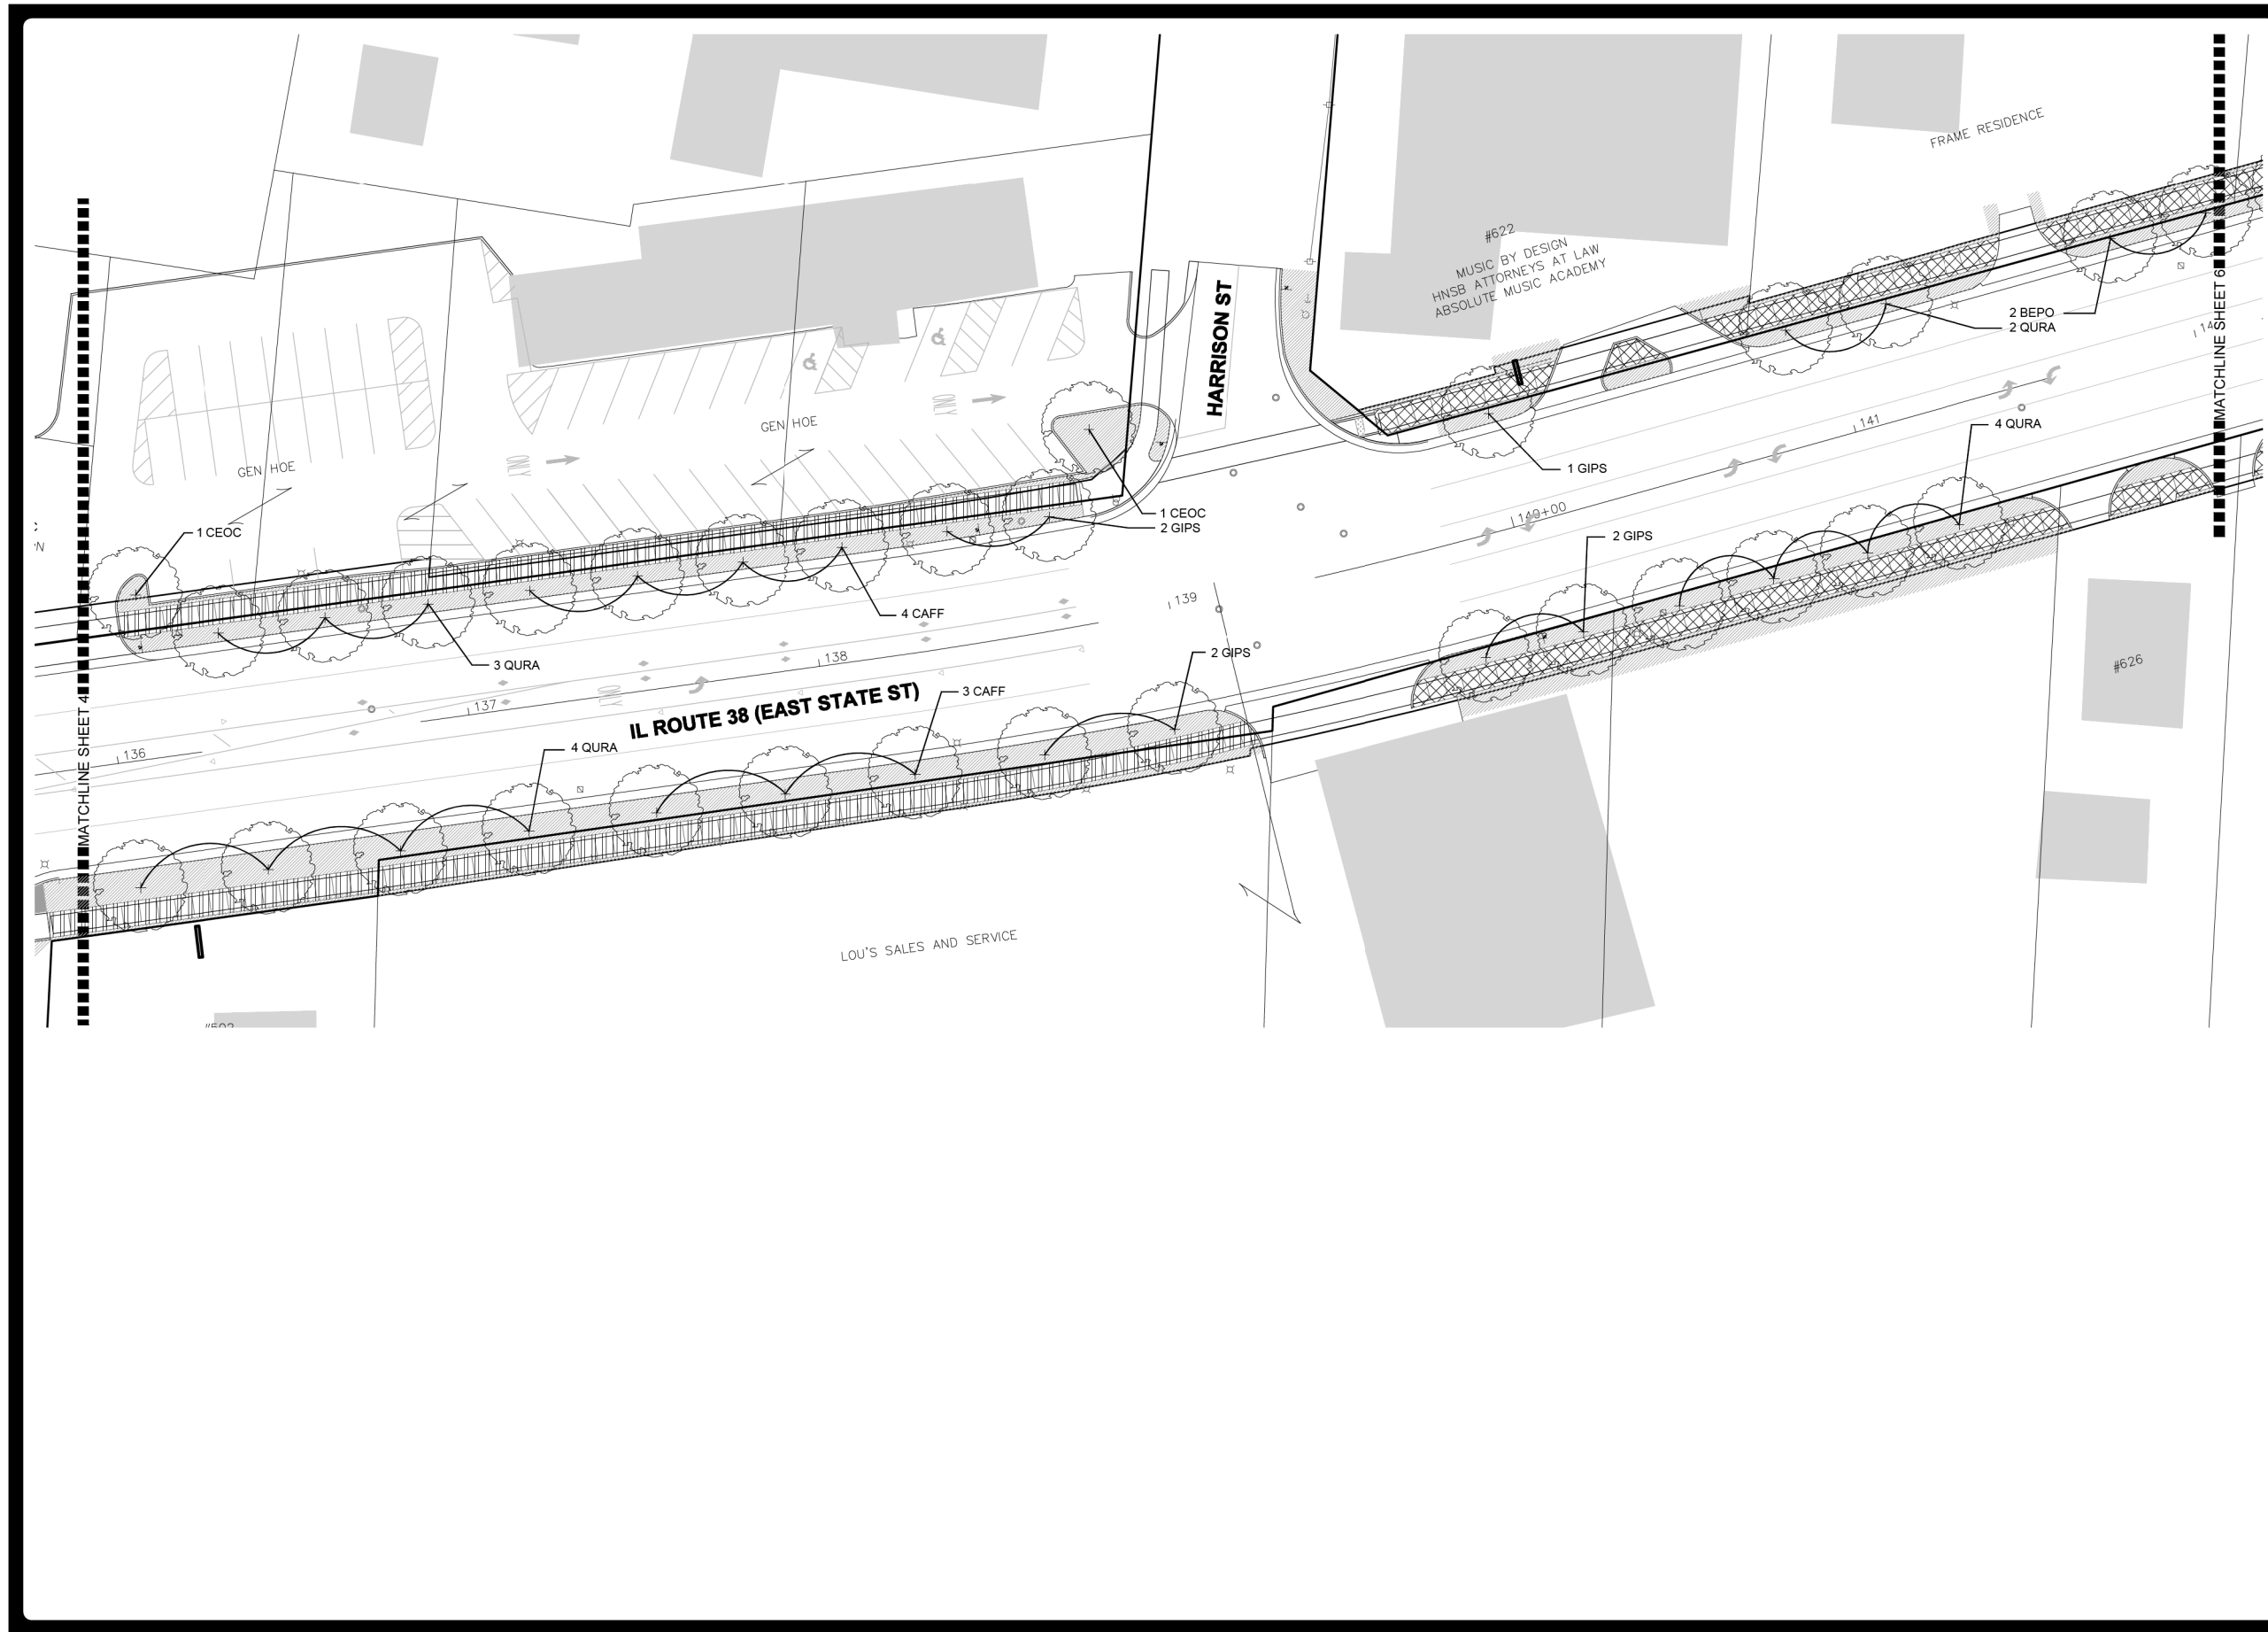 FRAME RESIDENCE
#622
MUSIC BY DESIGN
HNSB ATTORNEYS AT LAW
ABSOLUTE MUSIC ACADEMY
HARRISON ST
MATCHLINE SHEET 6
2 BEPO
2 QURA
ONLY
GEN HOE
ONLY
GEN HOE
141
4 QURA
1 GIPS
140+00
1 CEOC
2 GIPS
1 CEOC
2 GIPS
139
4 CAFF
138
3 QURA
2 GIPS
ONLY
137
3 CAFF
IL ROUTE 38 (EAST STATE ST)
#626
136
4 QURA
MATCHLINE SHEET 4
LOU'S SALES AND SERVICE